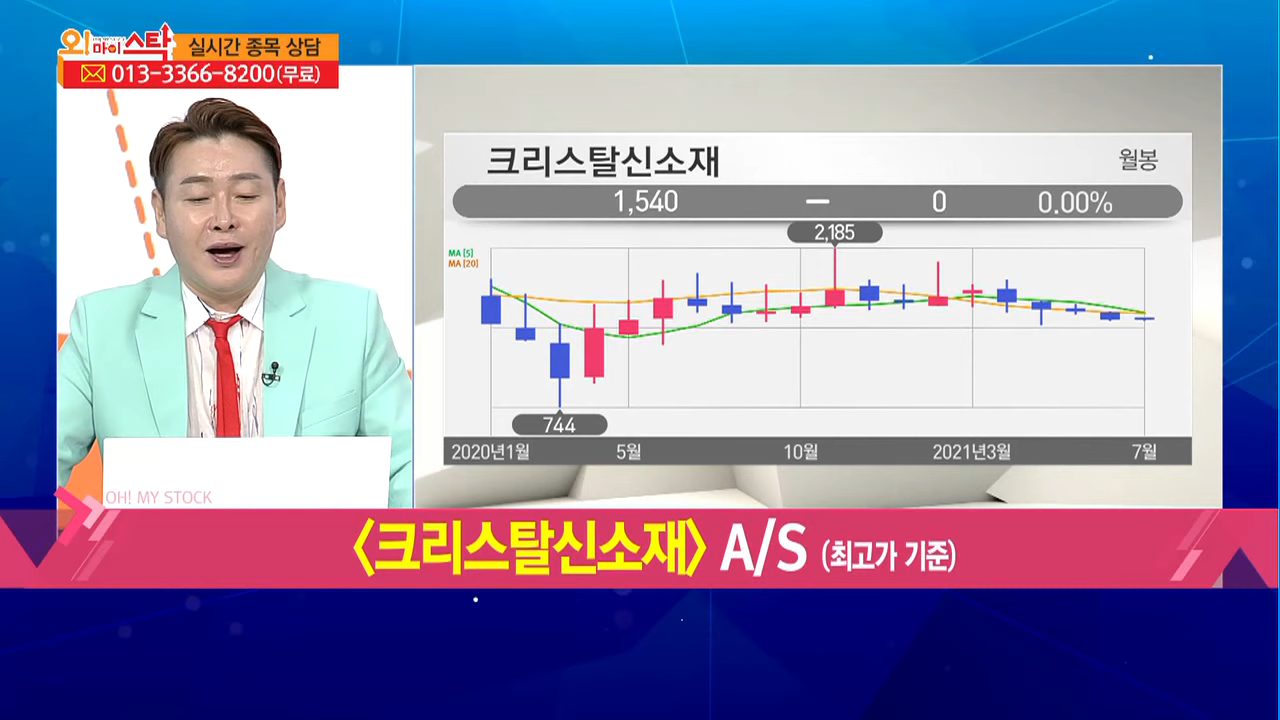 오! 마이 스탁
실시간 종목 상담
013-3366-8200(무료)
크리스탈신소재
월봉
1,540 – 0 0.00%
2,185
MA [5]
MA [20]
744
2020년1월 5월 10월 2021년3월 7월
OH! MY STOCK
<크리스탈신소재> A/S (최고가 기준)